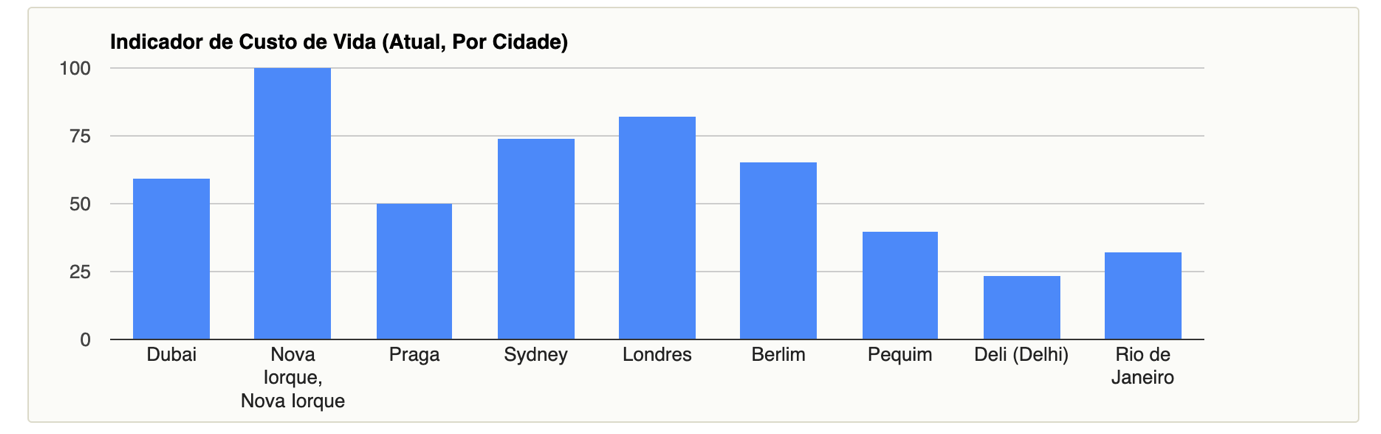 Indicador de Custo de Vida (Atual, Por Cidade)
100
75
50
25
0
Dubai
Nova
Iorque,
Nova Iorque
Praga
Sydney
Londres
Berlim
Pequim
Deli (Delhi)
Rio de
Janeiro